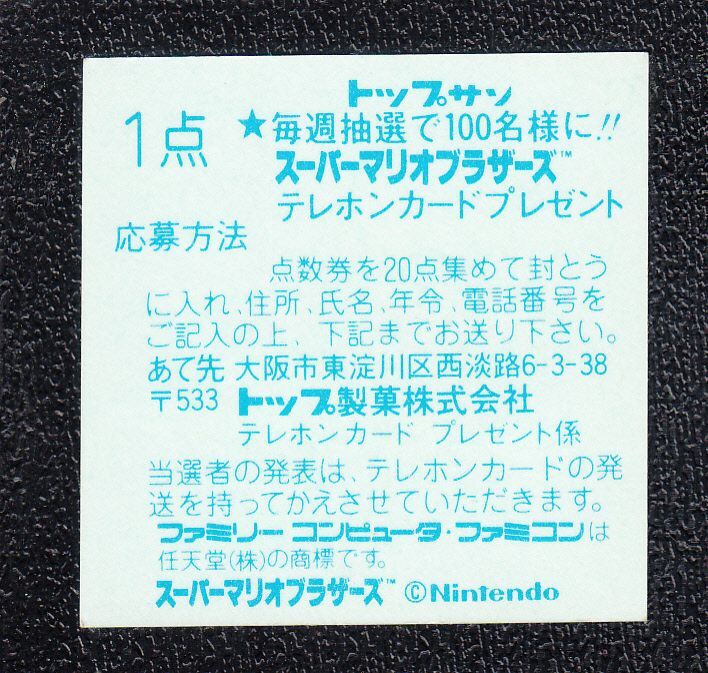 トップサン
1点 ★毎週抽選で100名様に!!
スーパーマリオブラザーズ™
テレホンカードプレゼント
応募方法
点数券を20点集めて封とう
に入れ、住所、氏名、年令、電話番号を
ご記入の上、下記までお送り下さい。
あて先 大阪市東淀川区西淡路6-3-38
〒533 トップ製菓株式会社
テレホンカード プレゼント係
当選者の発表は、テレホンカードの発
送を持ってかえさせていただきます。
ファミリーコンピュータ・ファミコンは
任天堂(株)の商標です。
スーパーマリオブラザーズ™ ©Nintendo